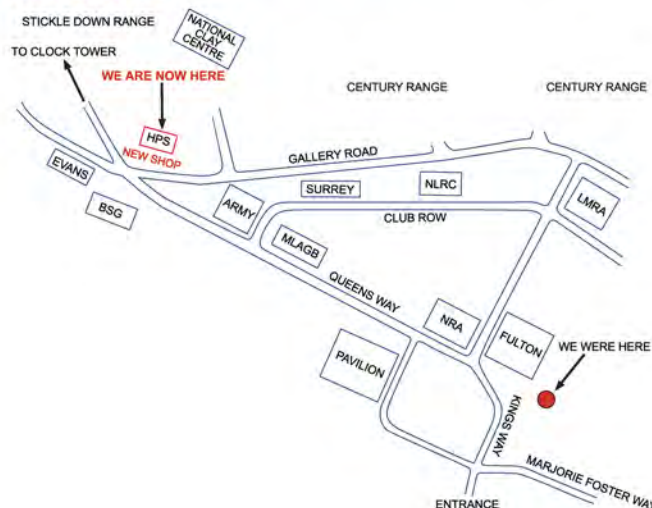 STICKLE DOWN RANGE
NATIONAL
CLAY
CENTRE
TO CLOCK TOWER
WE ARE NOW HERE
CENTURY RANGE
CENTURY RANGE
HPS
NEW SHOP
GALLERY ROAD
EVANS
SURREY
NLRC
LMRA
BSG
ARMY
CLUB ROW
MLAGB
QUEENS WAY
NRA
FULTON
WE WERE HERE
PAVILION
KINGS WAY
MARJORIE FOSTER WAY
ENTRANCE